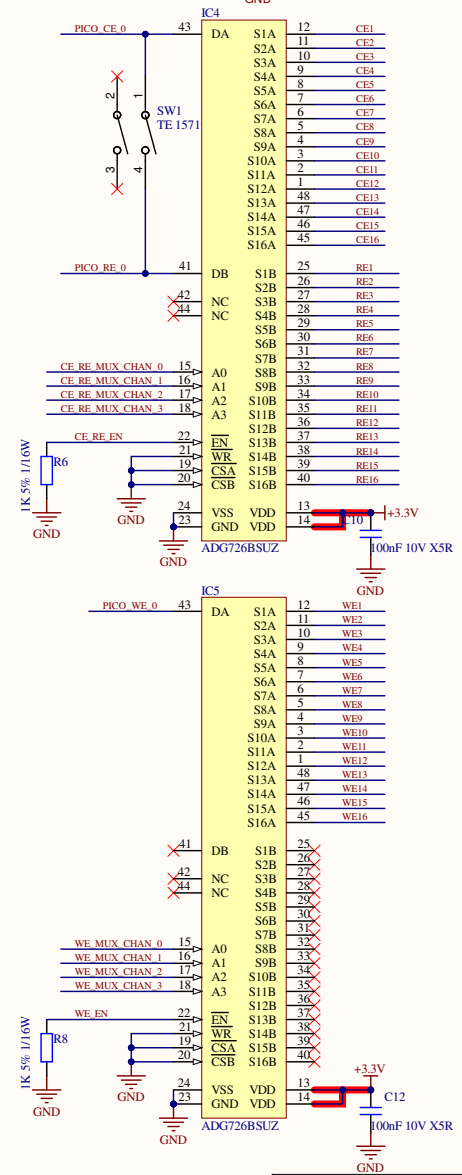 GND
IC4
PICO_CE_0 43 DA S1A 12 CE1
S2A 11 CE2
S3A 10 CE3
S4A 9 CE4
S5A 8 CE5
S6A 7 CE6
S7A 6 CE7
S8A 5 CE8
S9A 4 CE9
S10A 3 CE10
S11A 2 CE11
S12A 1 CE12
S13A 48 CE13
S14A 47 CE14
S15A 46 CE15
S16A 45 CE16
2 1
SW1
TE 1571
3 4
PICO_RE_0 41 DB S1B 25 RE1
S2B 26 RE2
42 NC S3B 27 RE3
44 NC S4B 28 RE4
S5B 29 RE5
S6B 30 RE6
S7B 31 RE7
CE_RE_MUX_CHAN_0 15 A0 S8B 32 RE8
CE_RE_MUX_CHAN_1 16 A1 S9B 33 RE9
CE_RE_MUX_CHAN_2 17 A2 S10B 34 RE10
CE_RE_MUX_CHAN_3 18 A3 S11B 35 RE11
S12B 36 RE12
CE_RE_EN 22 EN S13B 37 RE13
21 WR S14B 38 RE14
19 CSA S15B 39 RE15
20 CSB S16B 40 RE16
R6
1K 5% 1/16W
GND
GND
24 VSS VDD 13 +3.3V
23 GND VDD 14 C10
ADG726BSUZ
100nF 10V X5R
GND
GND
IC5
PICO_WE_0 43 DA S1A 12 WE1
S2A 11 WE2
S3A 10 WE3
S4A 9 WE4
S5A 8 WE5
S6A 7 WE6
S7A 6 WE7
S8A 5 WE8
S9A 4 WE9
S10A 3 WE10
S11A 2 WE11
S12A 1 WE12
S13A 48 WE13
S14A 47 WE14
S15A 46 WE15
S16A 45 WE16
41 DB S1B 25
S2B 26
42 NC S3B 27
44 NC S4B 28
S5B 29
S6B 30
S7B 31
WE_MUX_CHAN_0 15 A0 S8B 32
WE_MUX_CHAN_1 16 A1 S9B 33
WE_MUX_CHAN_2 17 A2 S10B 34
WE_MUX_CHAN_3 18 A3 S11B 35
S12B 36
WE_EN 22 EN S13B 37
21 WR S14B 38
19 CSA S15B 39
20 CSB S16B 40
R8
1K 5% 1/16W
GND
GND
+3.3V
24 VSS VDD 13
23 GND VDD 14
C12
ADG726BSUZ
100nF 10V X5R
GND
GND